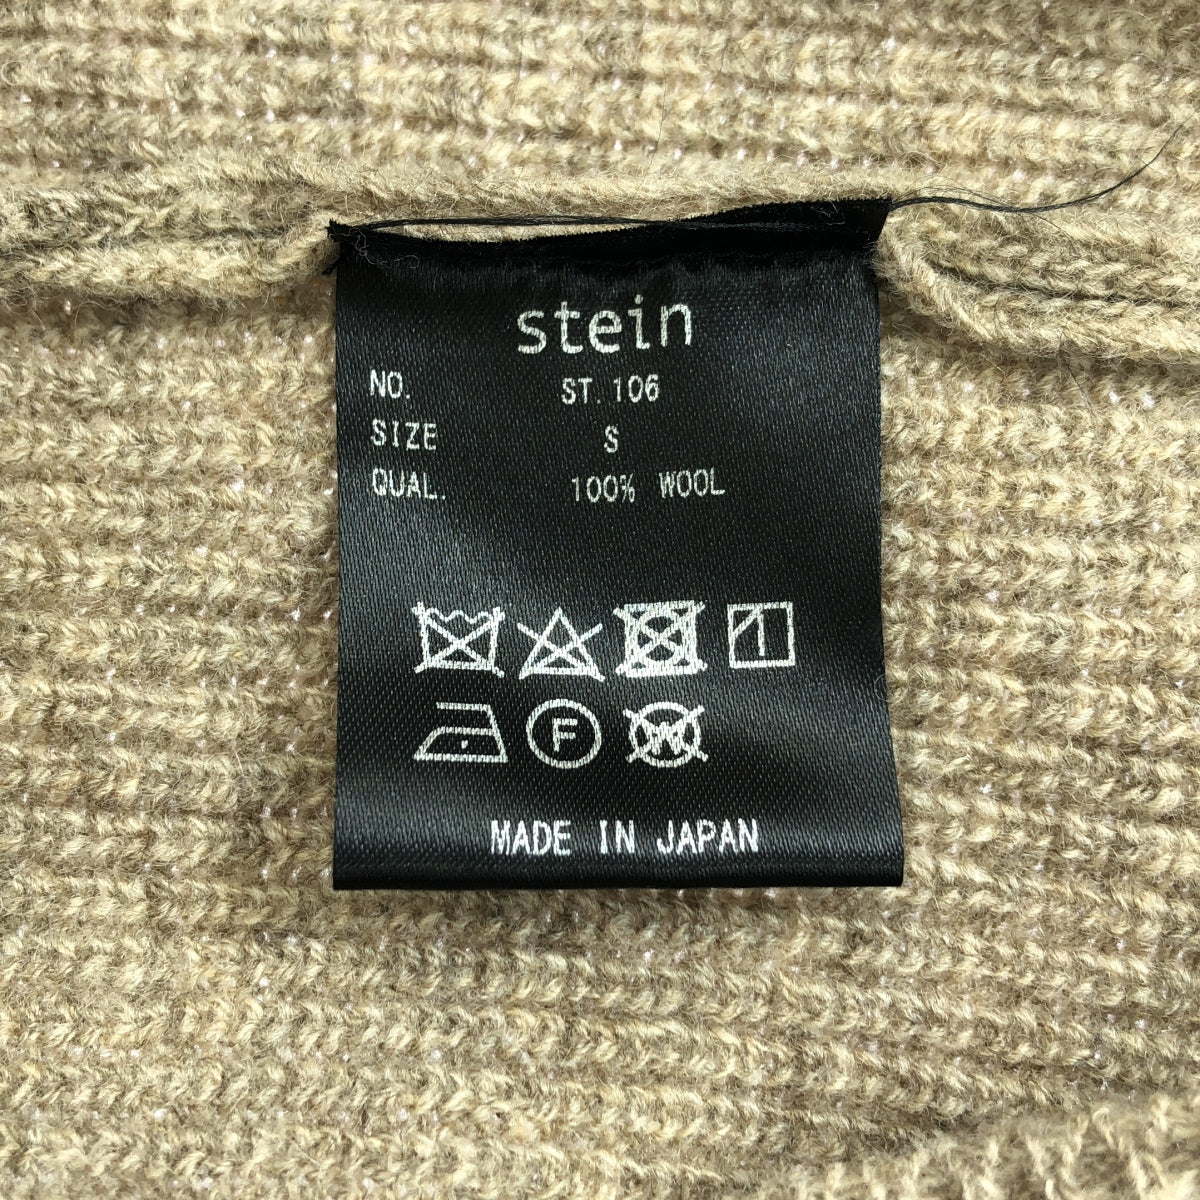 stein
NO. ST.106
SIZE S
QUAL. 100% WOOL
F W
MADE IN JAPAN